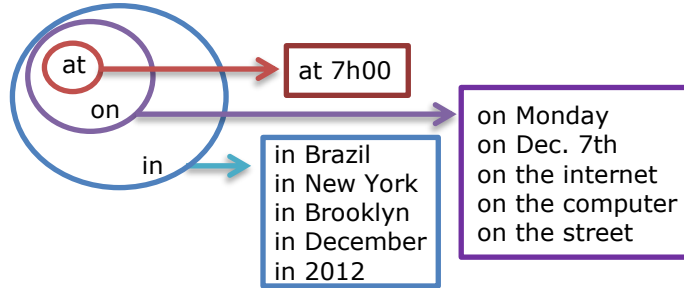 at
on
in
at 7h00
in Brazil
in New York
in Brooklyn
in December
in 2012
on Monday
on Dec. 7th
on the internet
on the computer
on the street